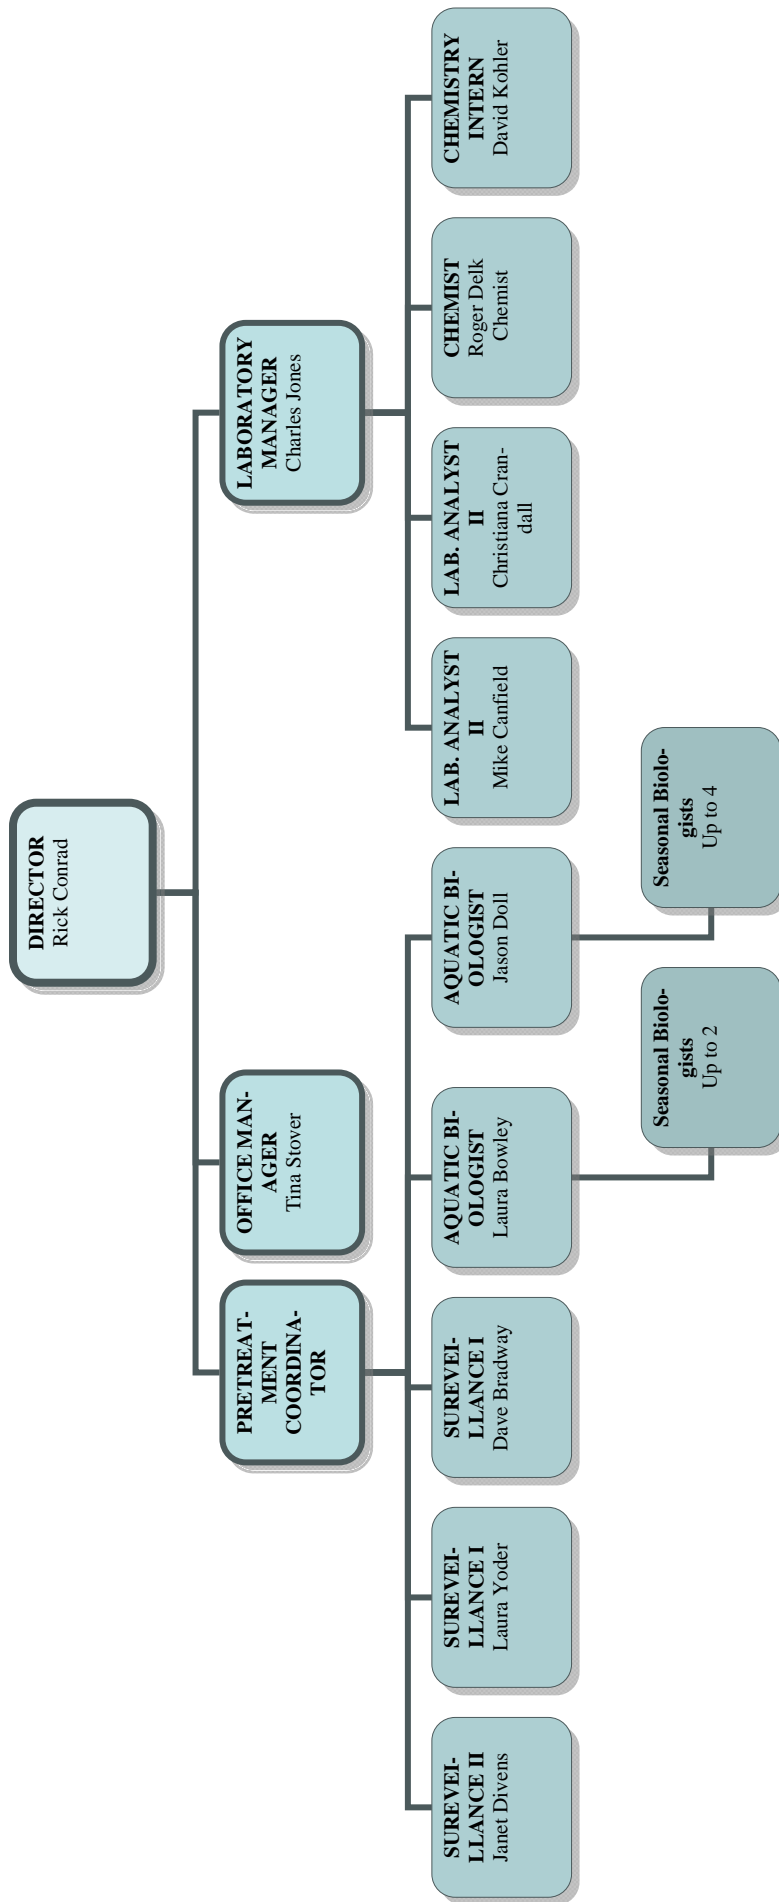 DIRECTOR
Rick Conrad
PRETREAT-
MENT
COORDINA-
TOR
OFFICE MAN-
AGER
Tina Stover
LABORATORY
MANAGER
Charles Jones
SUREVEI-
LLANCE II
Janet Divens
SUREVEI-
LLANCE I
Laura Yoder
SUREVEI-
LLANCE I
Dave Bradway
AQUATIC BI-
OLOGIST
Laura Bowley
AQUATIC BI-
OLOGIST
Jason Doll
LAB. ANALYST
II
Mike Canfield
LAB. ANALYST
II
Christiana Cran-
dall
CHEMIST
Roger Delk
Chemist
CHEMISTRY
INTERN
David Kohler
Seasonal Biolo-
gists
Up to 2
Seasonal Biolo-
gists
Up to 4